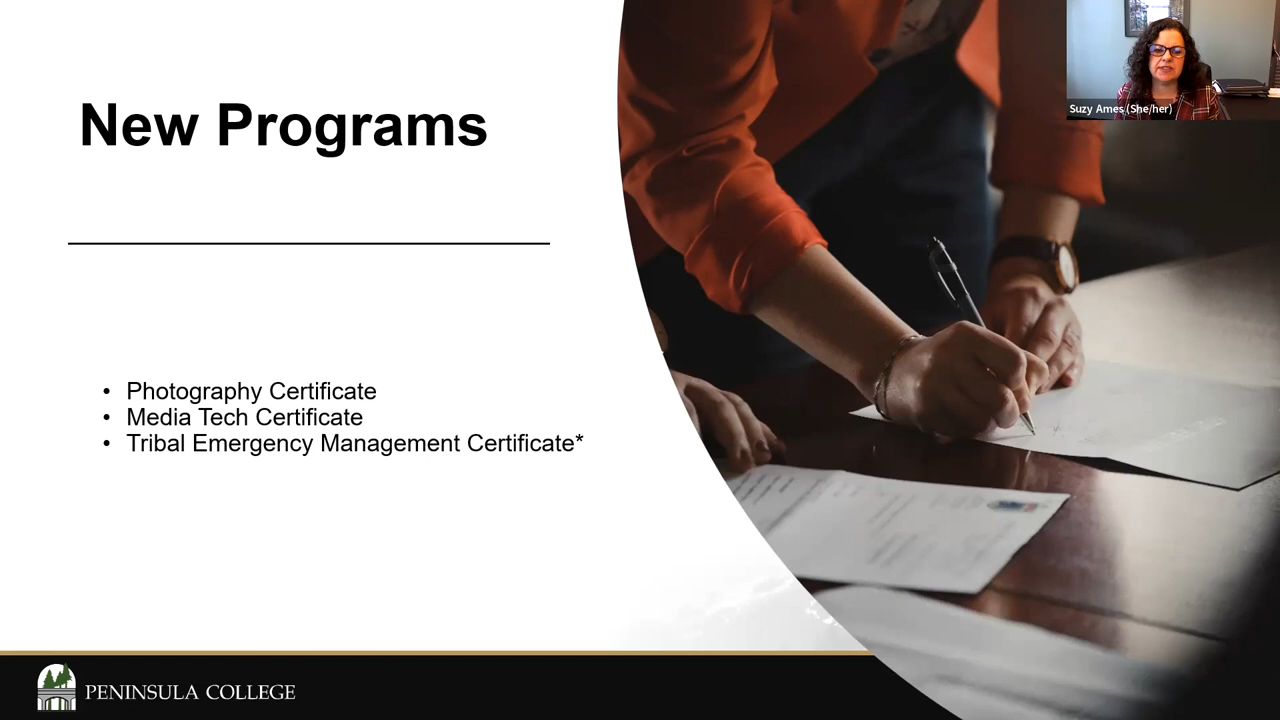 New Programs
Suzy Ames (She/her)
• Photography Certificate
• Media Tech Certificate
• Tribal Emergency Management Certificate*
PENINSULA COLLEGE